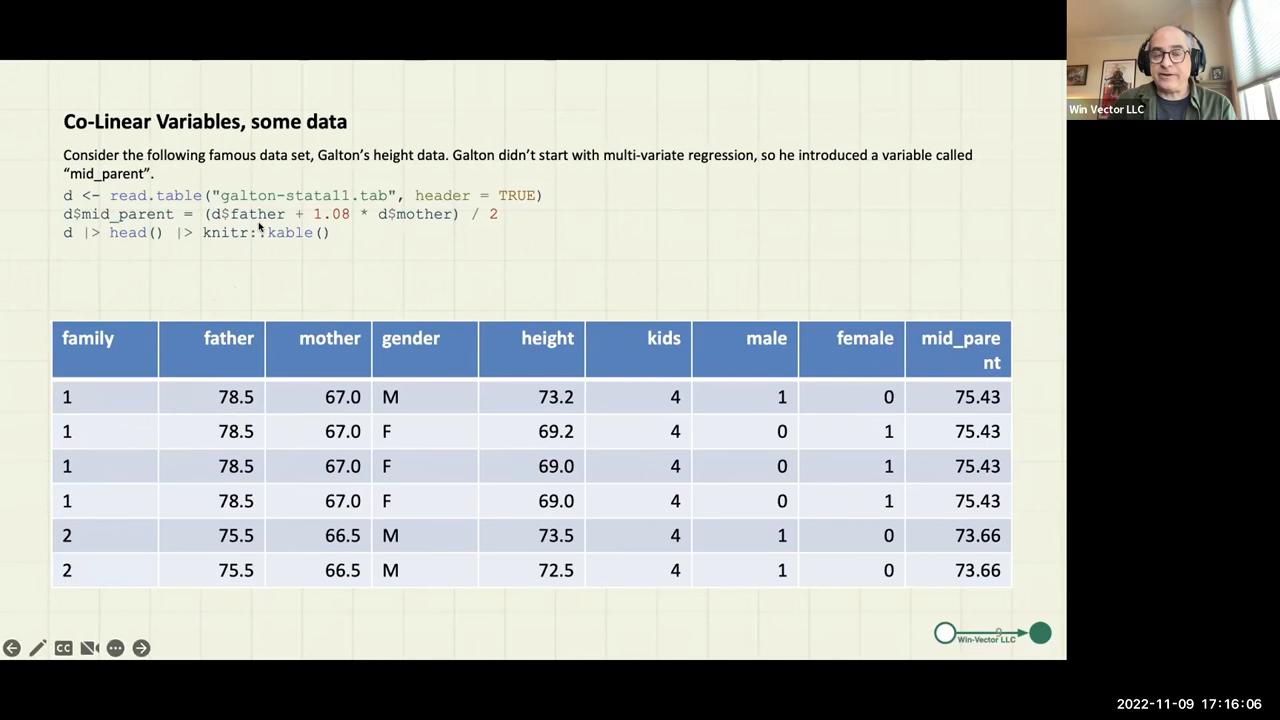 Win Vector LLC
Co-Linear Variables, some data
Consider the following famous data set, Galton's height data. Galton didn't start with multi-variate regression, so he introduced a variable called
“mid_parent”.
d <- read.table("galton-stata11.tab", header = TRUE)
d$mid_parent = (d$father + 1.08 * d$mother) / 2
d |> head() |> knitr::kable()
family father mother gender height kids male female mid_pare
nt
1 78.5 67.0 M 73.2 4 1 0 75.43
1 78.5 67.0 F 69.2 4 0 1 75.43
1 78.5 67.0 F 69.0 4 0 1 75.43
1 78.5 67.0 F 69.0 4 0 1 75.43
2 75.5 66.5 M 73.5 4 1 0 73.66
2 75.5 66.5 M 72.5 4 1 0 73.66
9
Win-Vector LLC
CC
2022-11-09 17:16:06